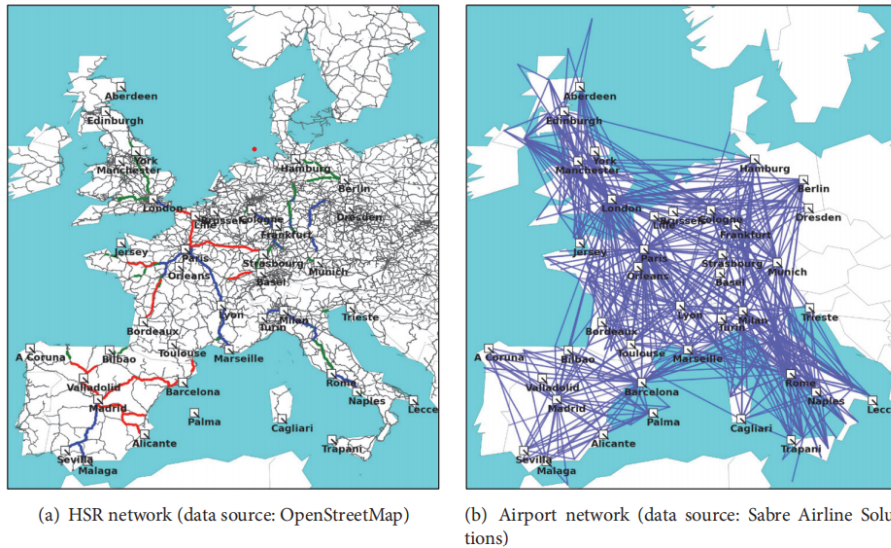 Aberdeen
Edinburgh
York
Manchester
London
Hamburg
Berlin
Lille
Brussels
Cologne
Dresden
Frankfurt
Jersey
Paris
Orleans
Strasbourg
Basel
Munich
Lyon
Turin
Milan
Trieste
Bordeaux
Toulouse
Marseille
A Coruna
Bilbao
Valladolid
Madrid
Barcelona
Rome
Naples
Lecce
Palma
Cagliari
Alicante
Trapani
Sevilla
Malaga
(a) HSR network (data source: OpenStreetMap)
Aberdeen
Edinburgh
York
Manchester
London
Hamburg
Berlin
Lille
Brussels
Cologne
Dresden
Frankfurt
Jersey
Paris
Orleans
Strasbourg
Basel
Munich
Lyon
Turin
Milan
Trieste
Bordeaux
Toulouse
Marseille
A Coruna
Bilbao
Valladolid
Madrid
Barcelona
Rome
Naples
Lecce
Palma
Cagliari
Alicante
Trapani
Sevilla
Malaga
(b) Airport network (data source: Sabre Airline Solu-
tions)